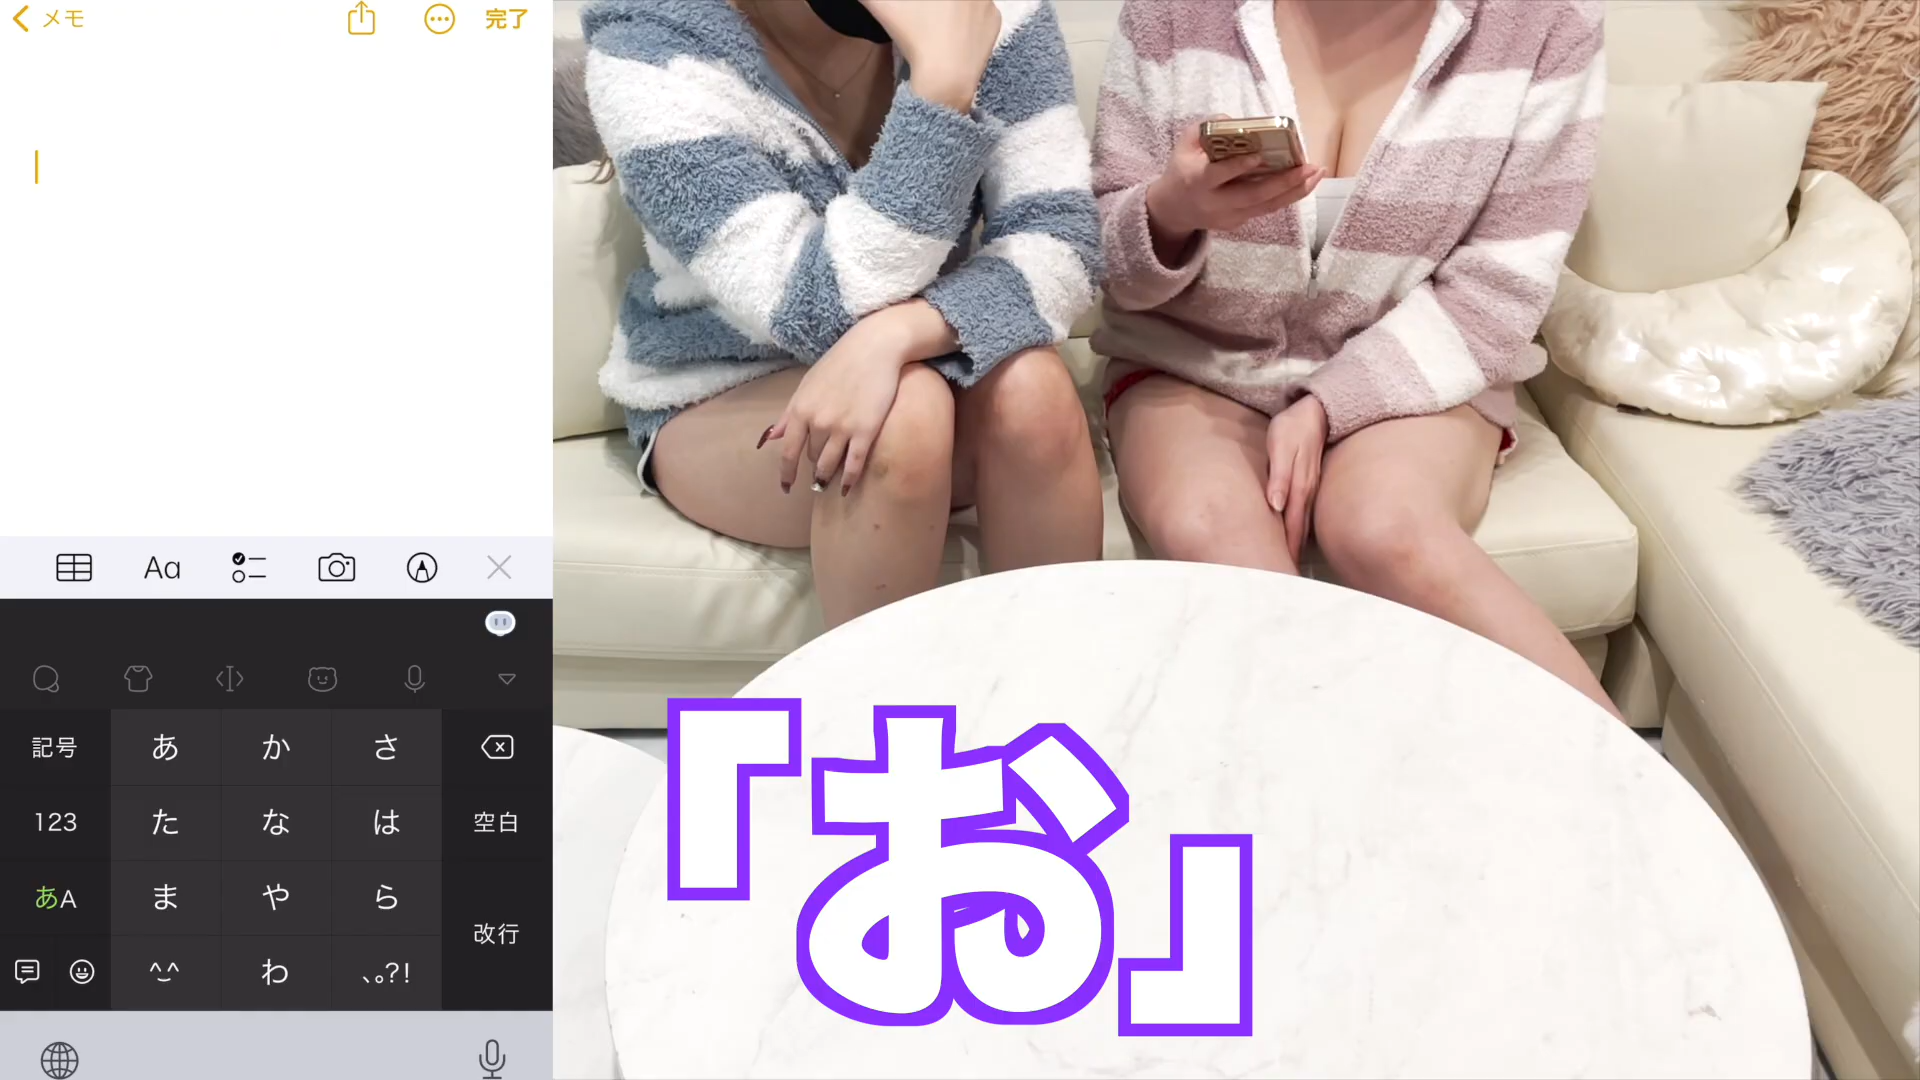 メモ
完了
Aa
記号
あ
か
さ
123
た
な
は
空白
あA
ま
や
ら
改行
^_^
わ
、。?!
「お」